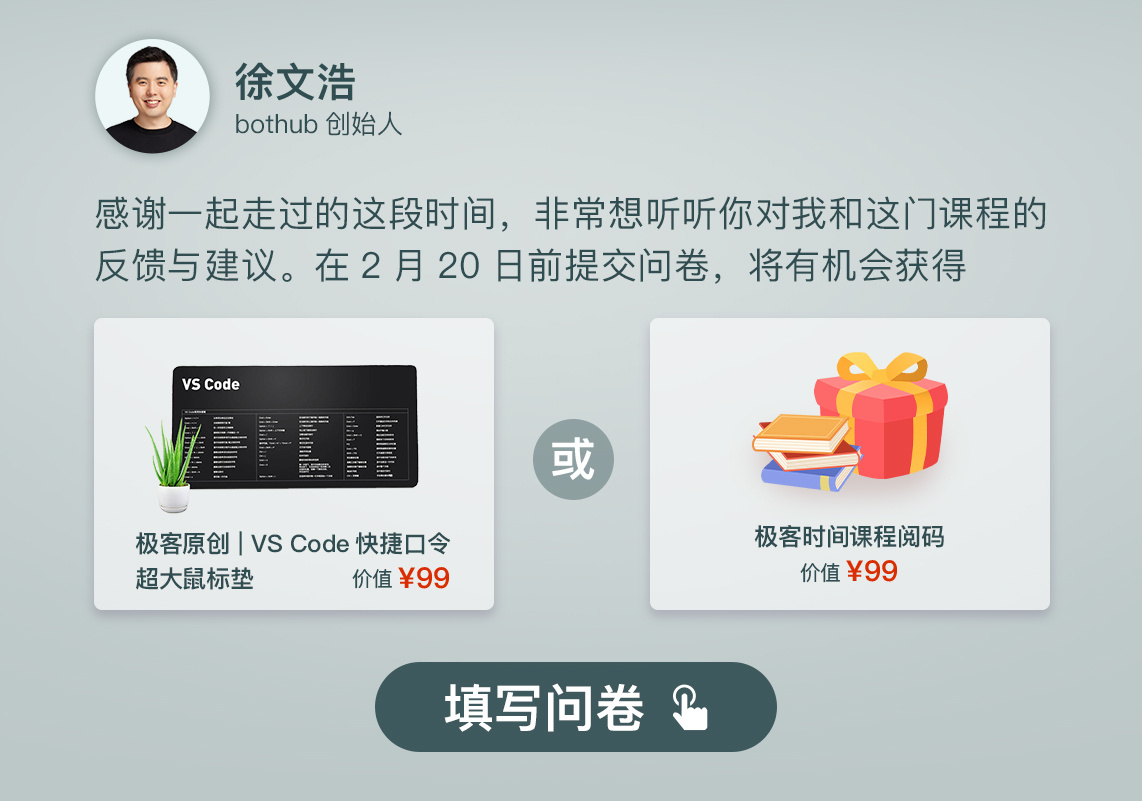 徐文浩
bothub 创始人
感谢一起走过的这段时间，非常想听听你对我和这门课程的
反馈与建议。在 2 月 20 日前提交问卷，将有机会获得
VS Code
或
极客原创 | VS Code 快捷口令
超大鼠标垫 价值 ¥99
极客时间课程阅码
价值 ¥99
填写问卷